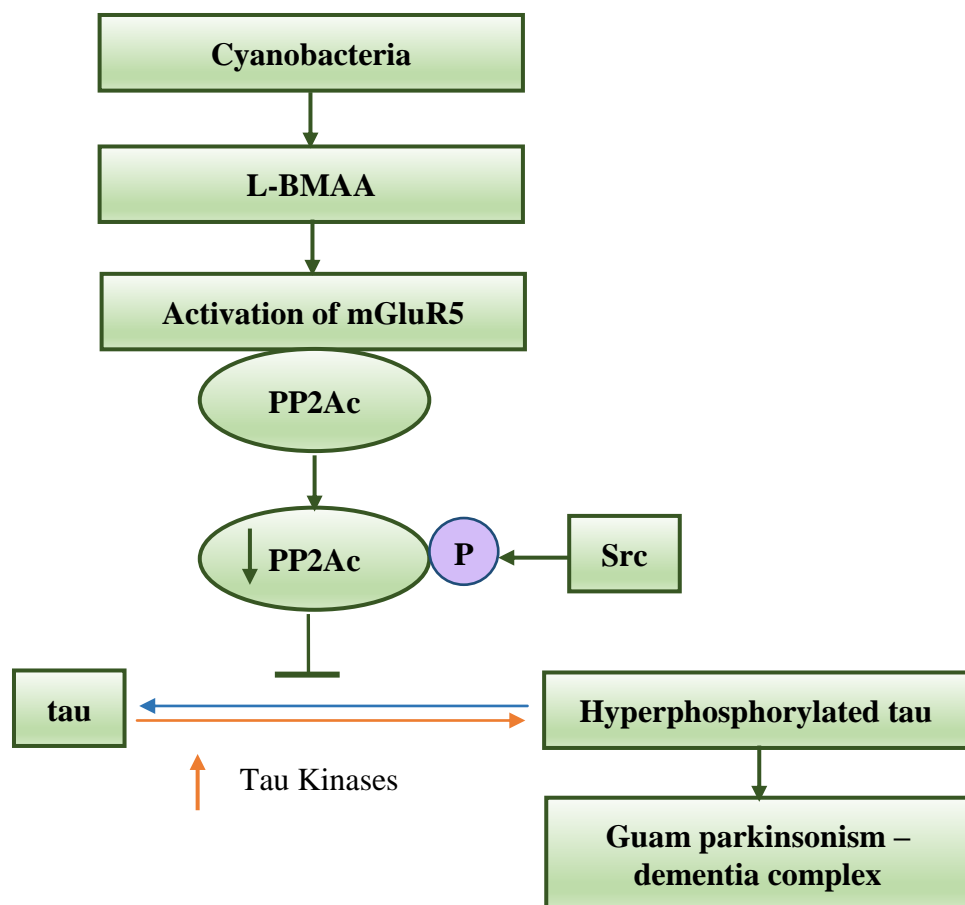 Cyanobacteria
L-BMAA
Activation of mGluR5
PP2Ac
PP2Ac
P
Src
tau
Hyperphosphorylated tau
Tau Kinases
Guam parkinsonism –
dementia complex